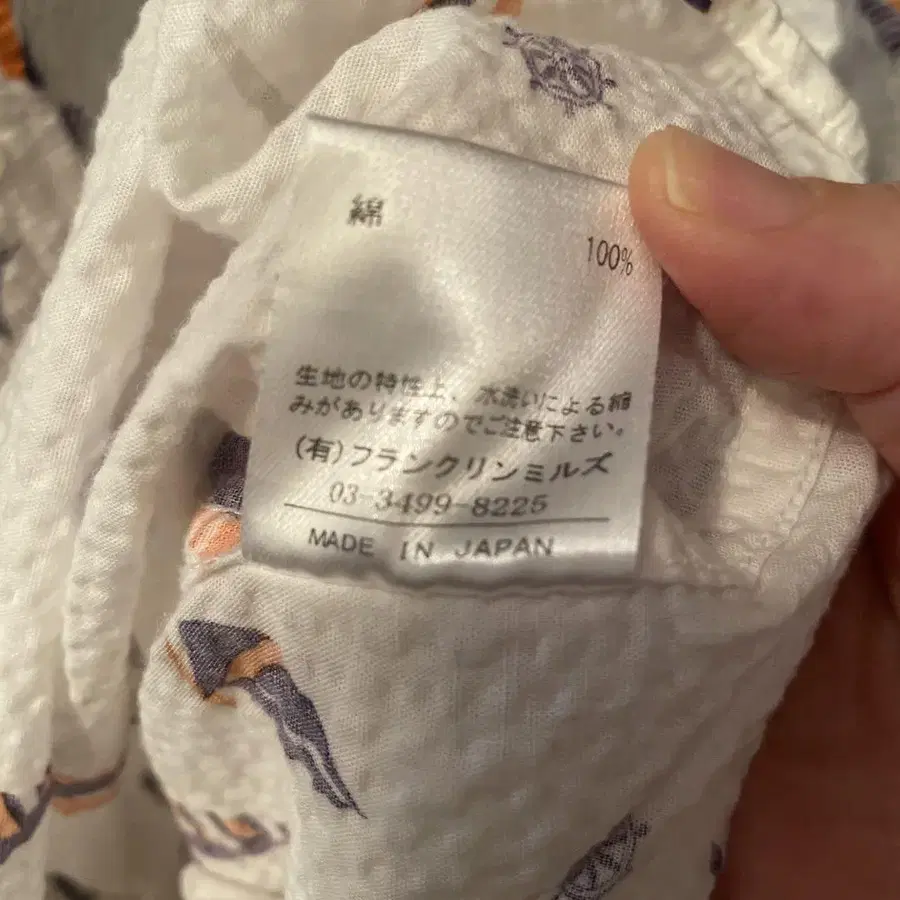 綿
100%
生地の特性上、水洗いによる縮
みがありますのでご注意下さい。
(有)フランクリンミルズ
03-3499-8225
MADE IN JAPAN